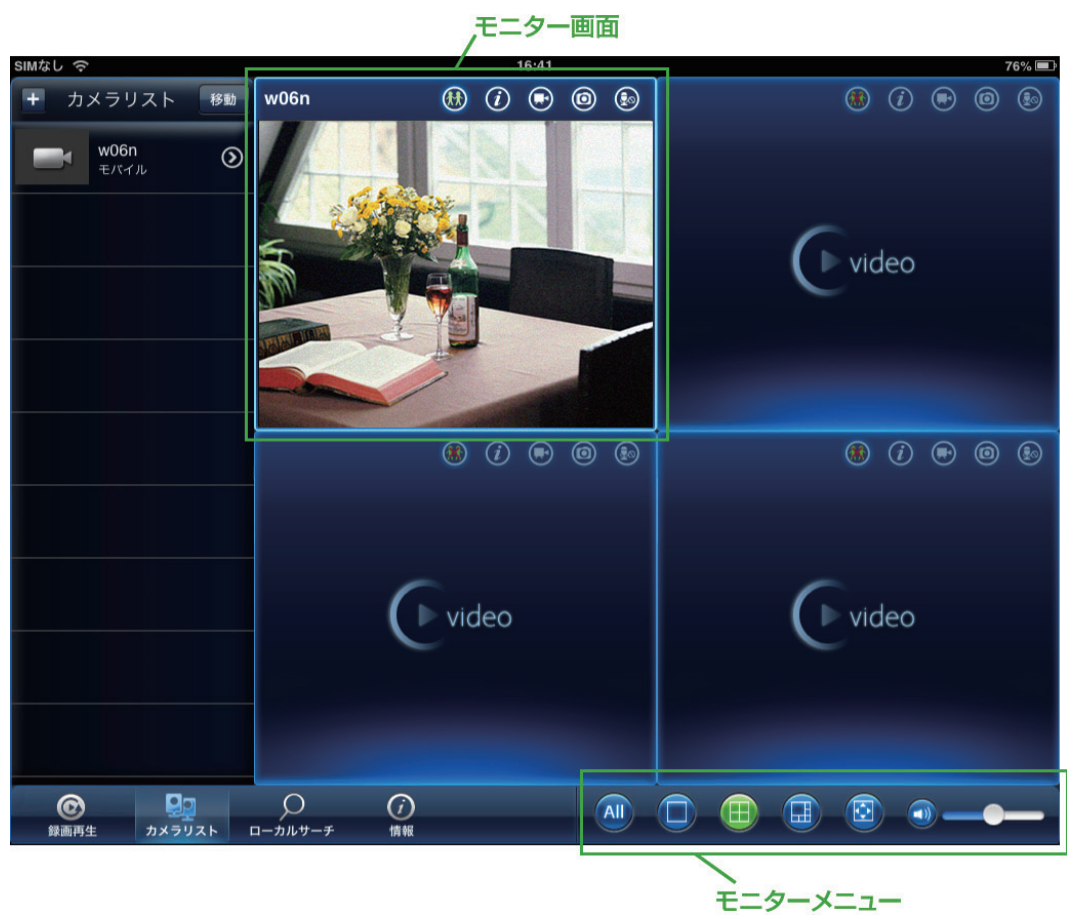 モニター画面
SIMなし
16:41
76%
+ カメラリスト 移動
w06n
w06n
モバイル
video
video
video
録画再生
カメラリスト
ローカルサーチ
情報
All
モニターメニュー